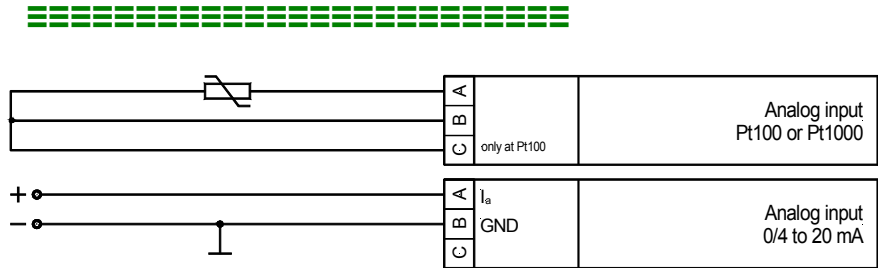 A
B
C
only at Pt100
Analog input
Pt100 or Pt1000
+
A
Iₐ
−
B
GND
C
Analog input
0/4 to 20 mA